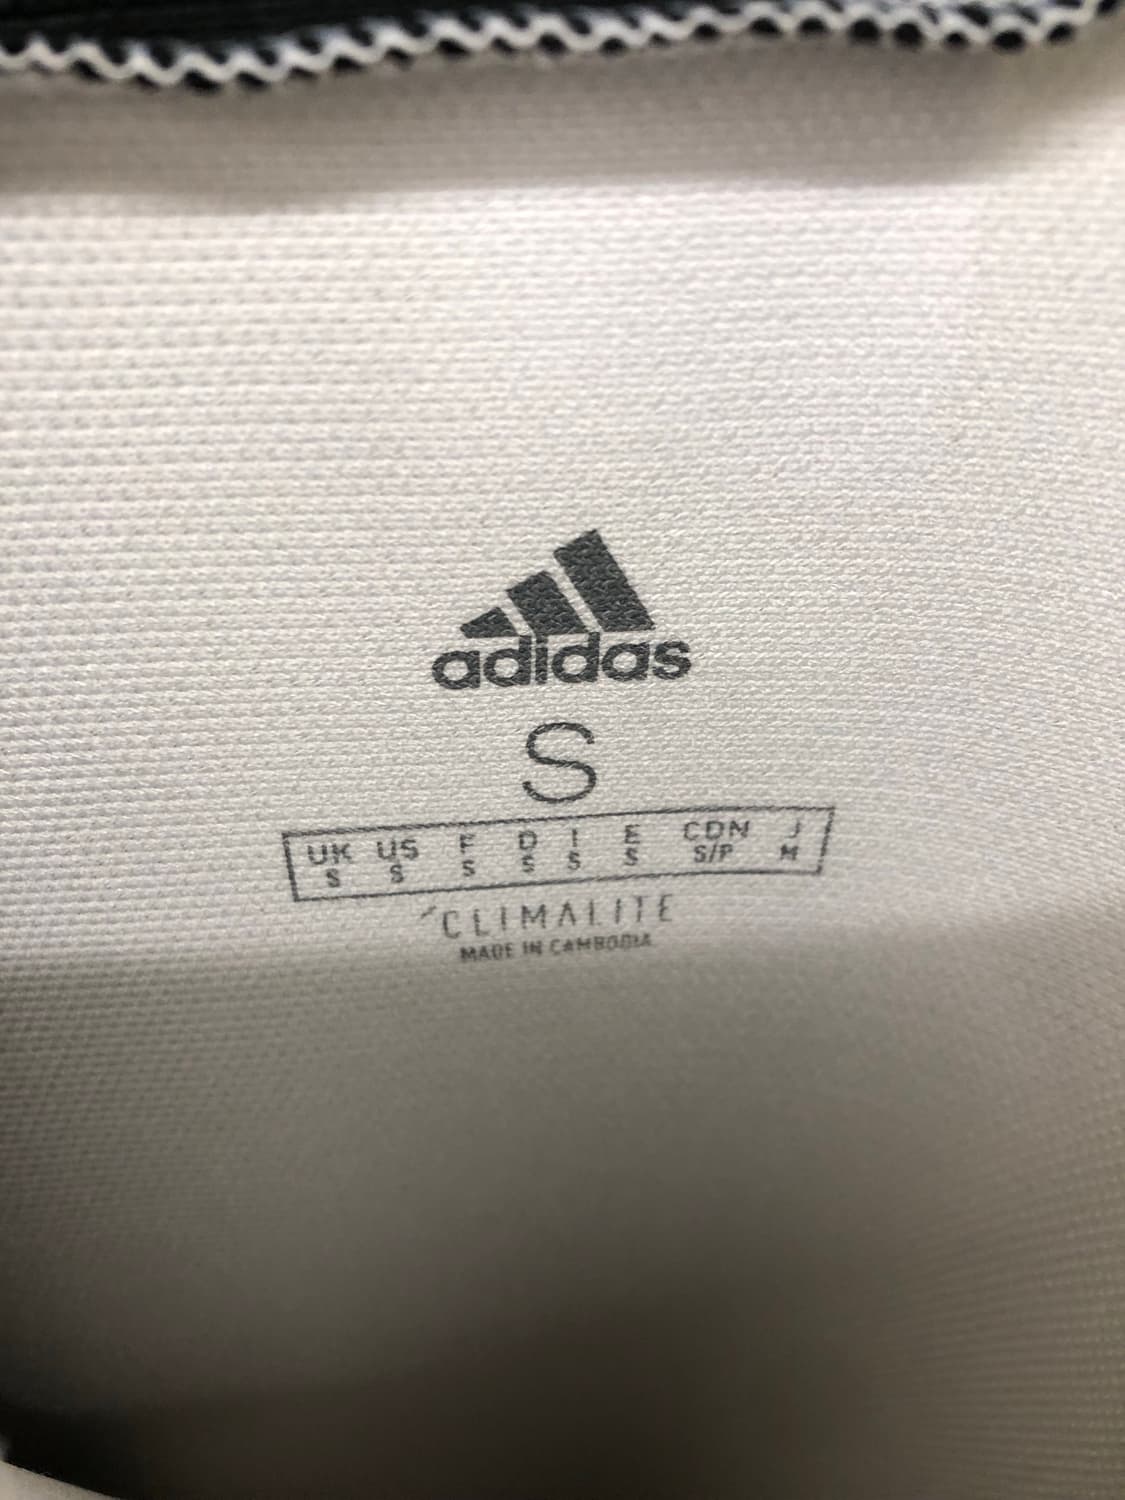 adidas
S
UK US F D I E CDN J
S S S S S S S/P M
CLIMALITE
MADE IN CAMBODIA